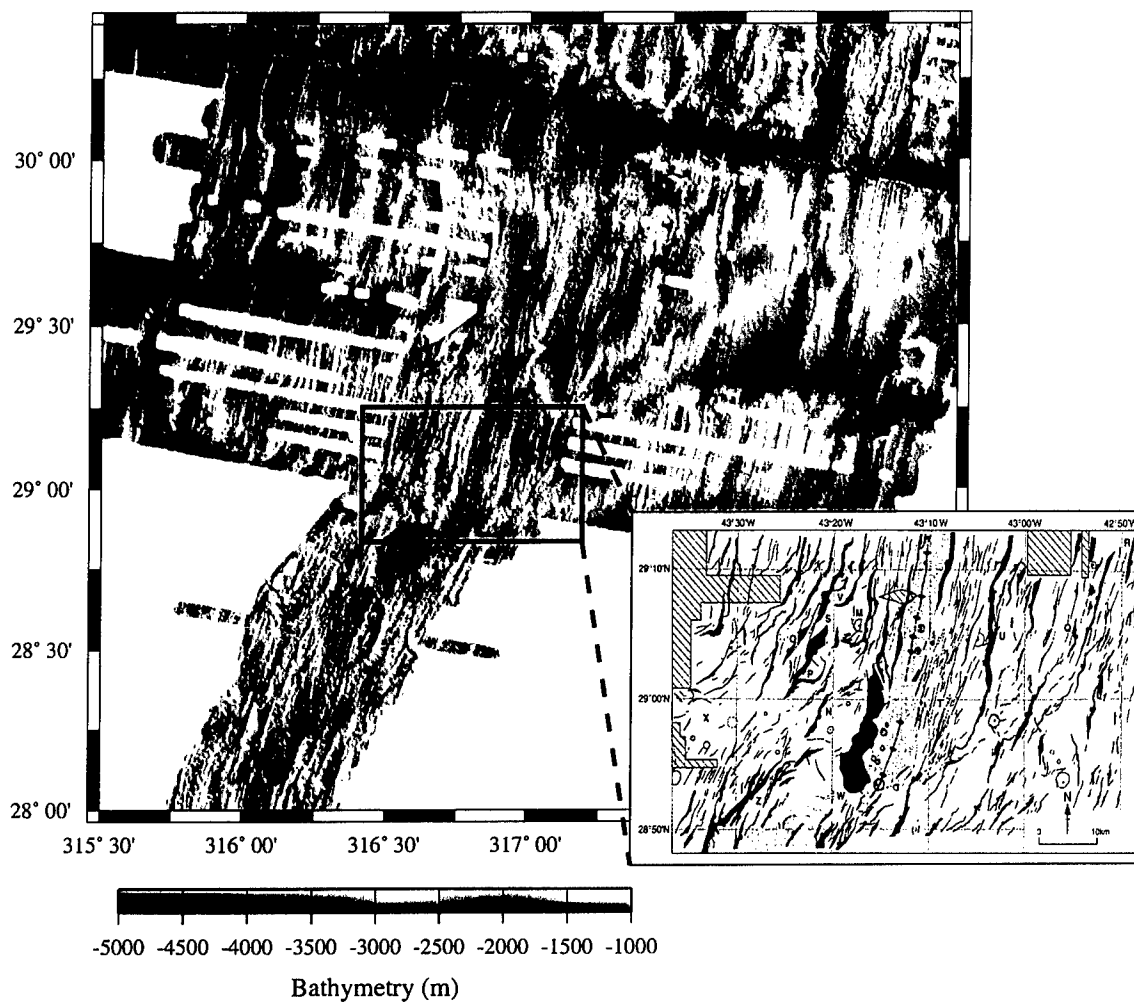 30° 00'
29° 30'
29° 00'
28° 30'
28° 00'
315° 30' 316° 00' 316° 30' 317° 00'
43°30'W 43°20'W 43°10'W 43°00'W 42°50'W
29°10'N
29°00'N
28°50'N
R
M
U
Q
P
N
T
X
W
Z
N
10km
-5000 -4500 -4000 -3500 -3000 -2500 -2000 -1500 -1000
Bathymetry (m)